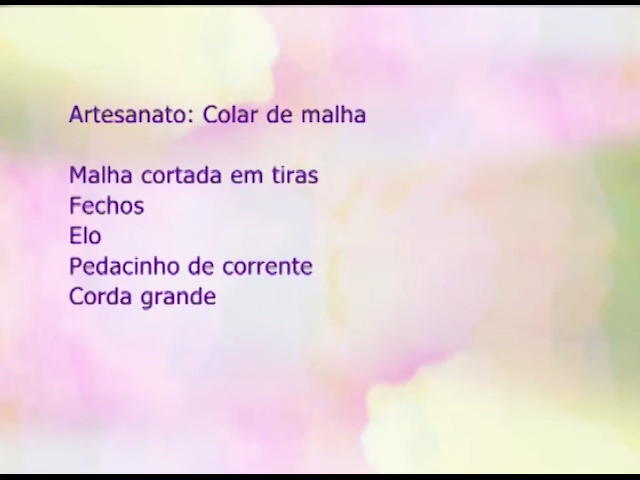 Artesanato: Colar de malha
Malha cortada em tiras
Fechos
Elo
Pedacinho de corrente
Corda grande